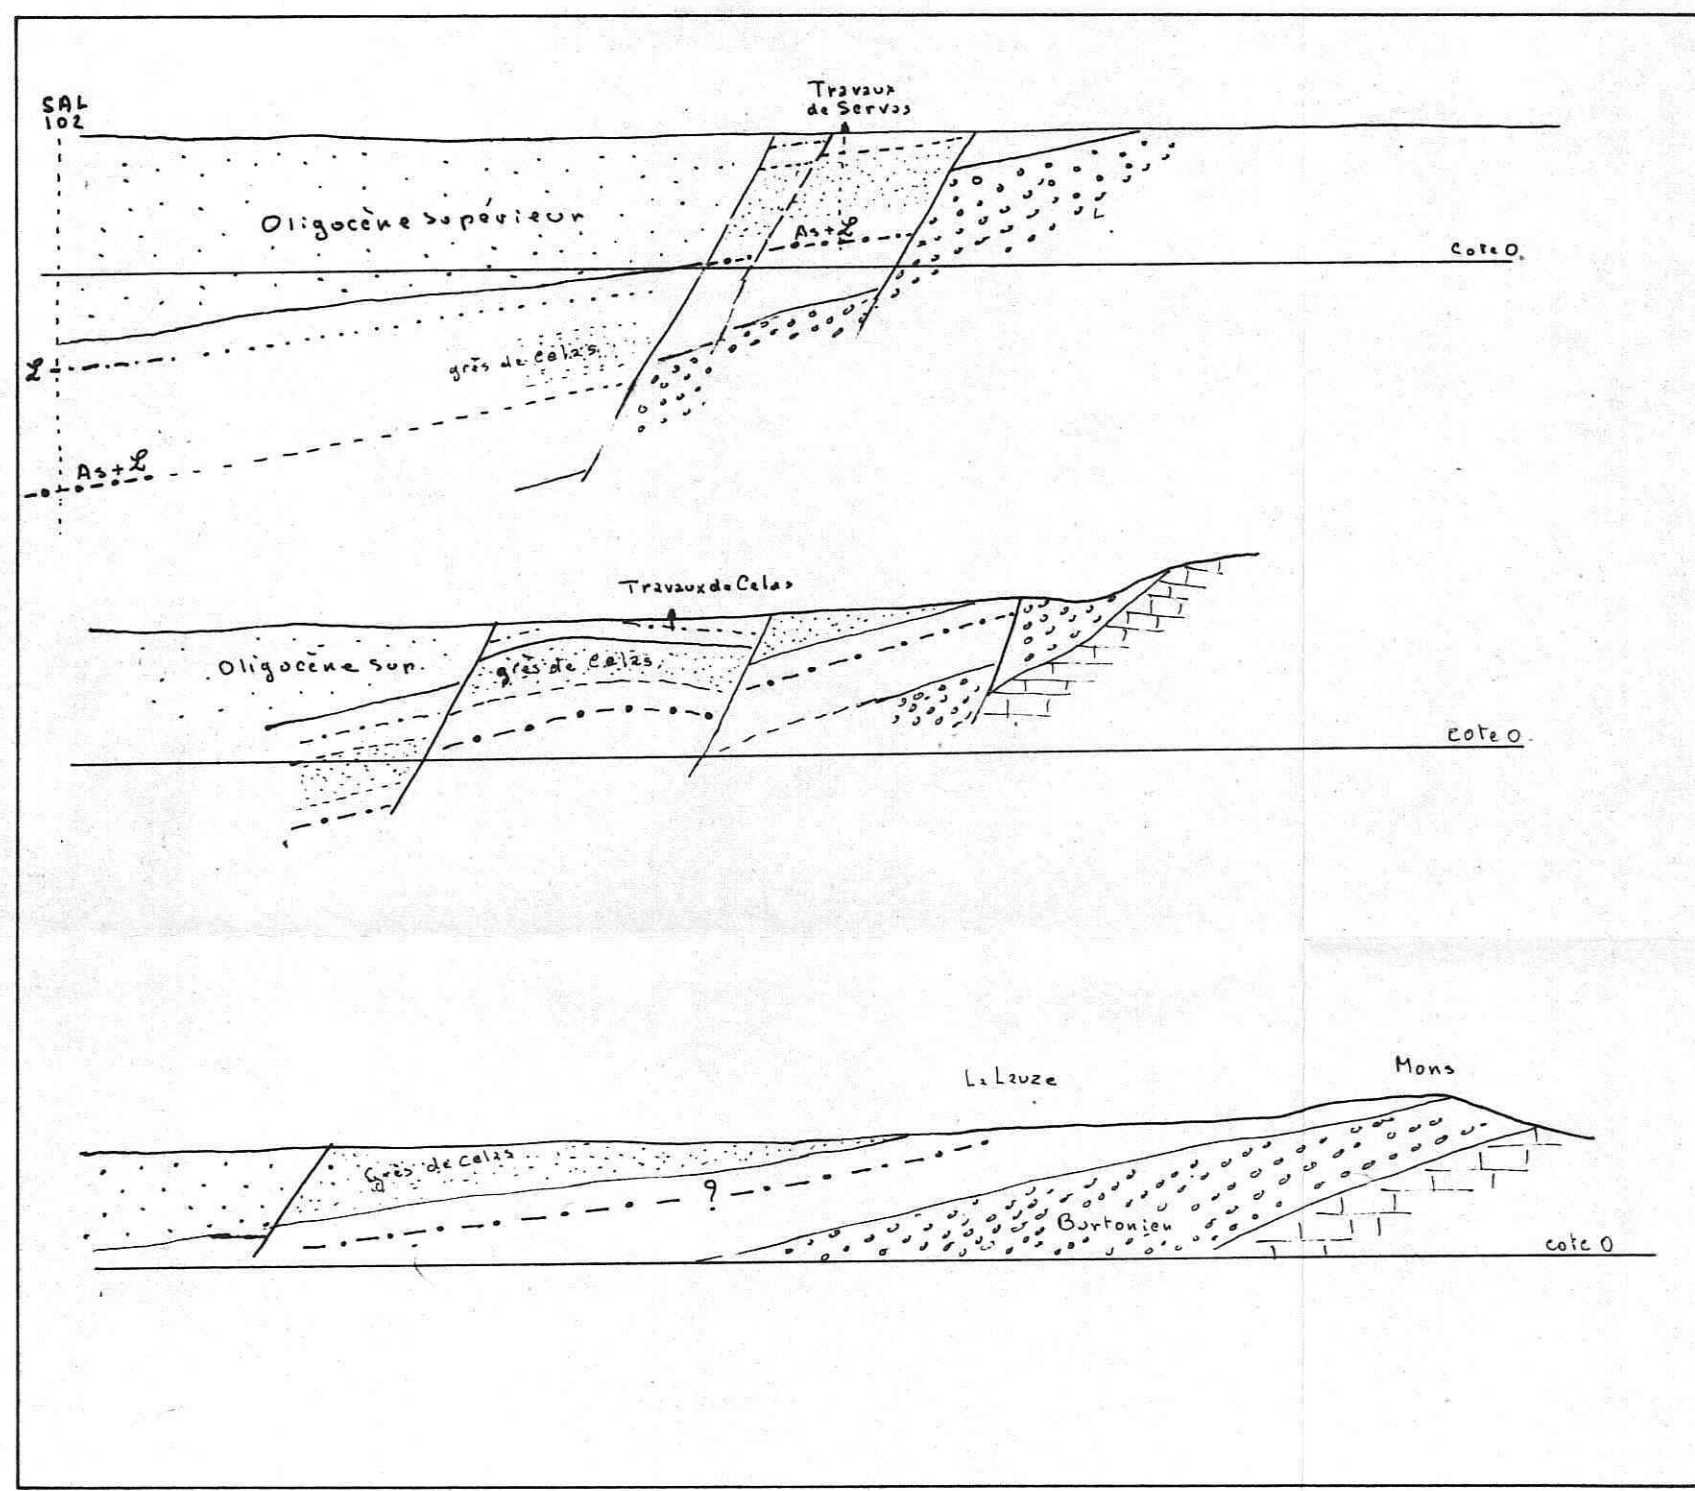 SAL
102
Travaux
de Servas
Oligocène supérieur
As+L
L
cote 0.
L
grès de Celas
As+L
Travaux de Celas
Oligocène sup.
grès de Celas
cote 0.
La Lauze
Mons
Grès de Celas
?
Bartonien
cote 0